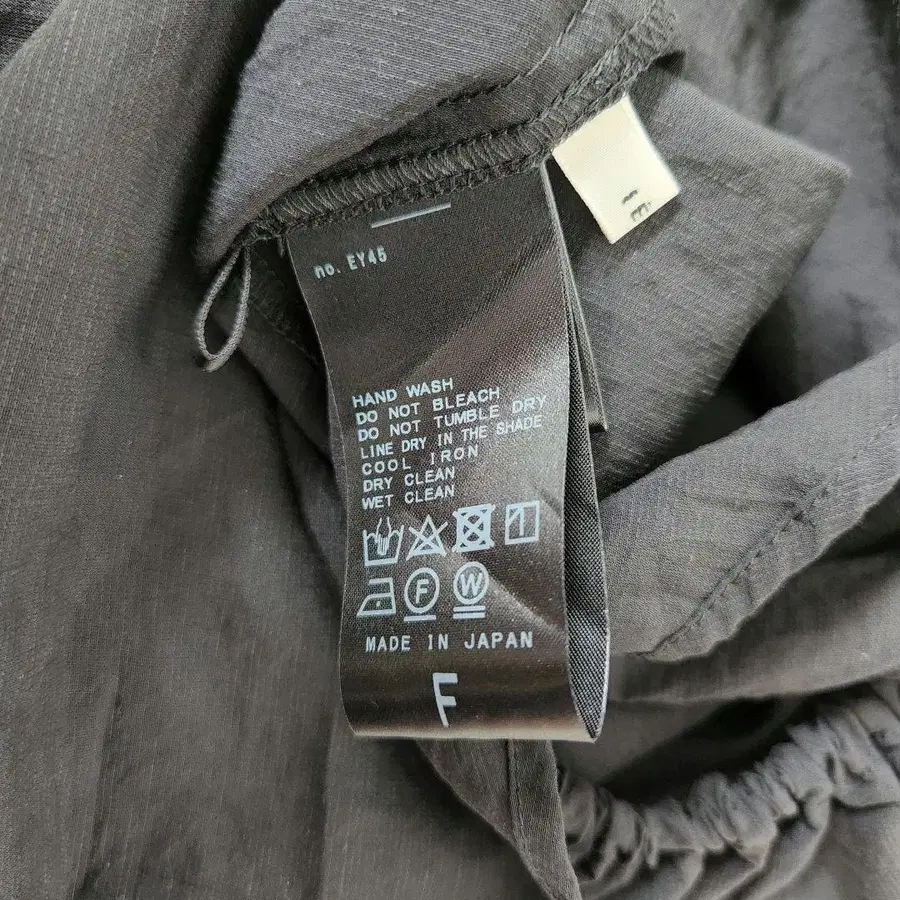 no. EY45
HAND WASH
DO NOT BLEACH
DO NOT TUMBLE DRY
LINE DRY IN THE SHADE
COOL IRON
DRY CLEAN
WET CLEAN
F W
MADE IN JAPAN
F